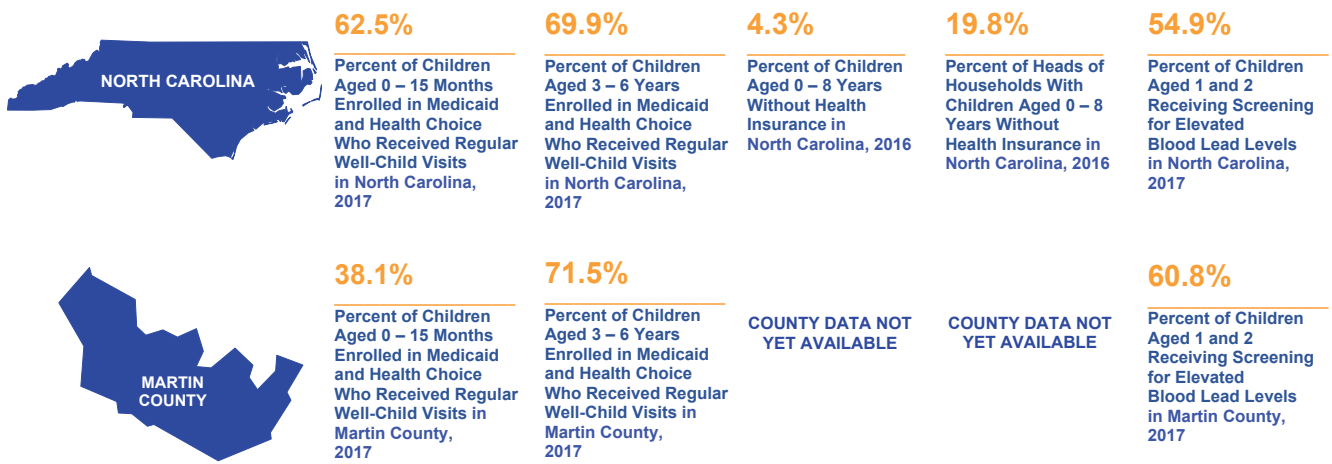 NORTH CAROLINA
62.5%
Percent of Children
Aged 0 – 15 Months
Enrolled in Medicaid
and Health Choice
Who Received Regular
Well-Child Visits
in North Carolina,
2017
69.9%
Percent of Children
Aged 3 – 6 Years
Enrolled in Medicaid
and Health Choice
Who Received Regular
Well-Child Visits
in North Carolina,
2017
4.3%
Percent of Children
Aged 0 – 8 Years
Without Health
Insurance in
North Carolina, 2016
19.8%
Percent of Heads of
Households With
Children Aged 0 – 8
Years Without
Health Insurance in
North Carolina, 2016
54.9%
Percent of Children
Aged 1 and 2
Receiving Screening
for Elevated
Blood Lead Levels
in North Carolina,
2017
MARTIN
COUNTY
38.1%
Percent of Children
Aged 0 – 15 Months
Enrolled in Medicaid
and Health Choice
Who Received Regular
Well-Child Visits in
Martin County,
2017
71.5%
Percent of Children
Aged 3 – 6 Years
Enrolled in Medicaid
and Health Choice
Who Received Regular
Well-Child Visits in
Martin County,
2017
COUNTY DATA NOT
YET AVAILABLE
COUNTY DATA NOT
YET AVAILABLE
60.8%
Percent of Children
Aged 1 and 2
Receiving Screening
for Elevated
Blood Lead Levels
in Martin County,
2017